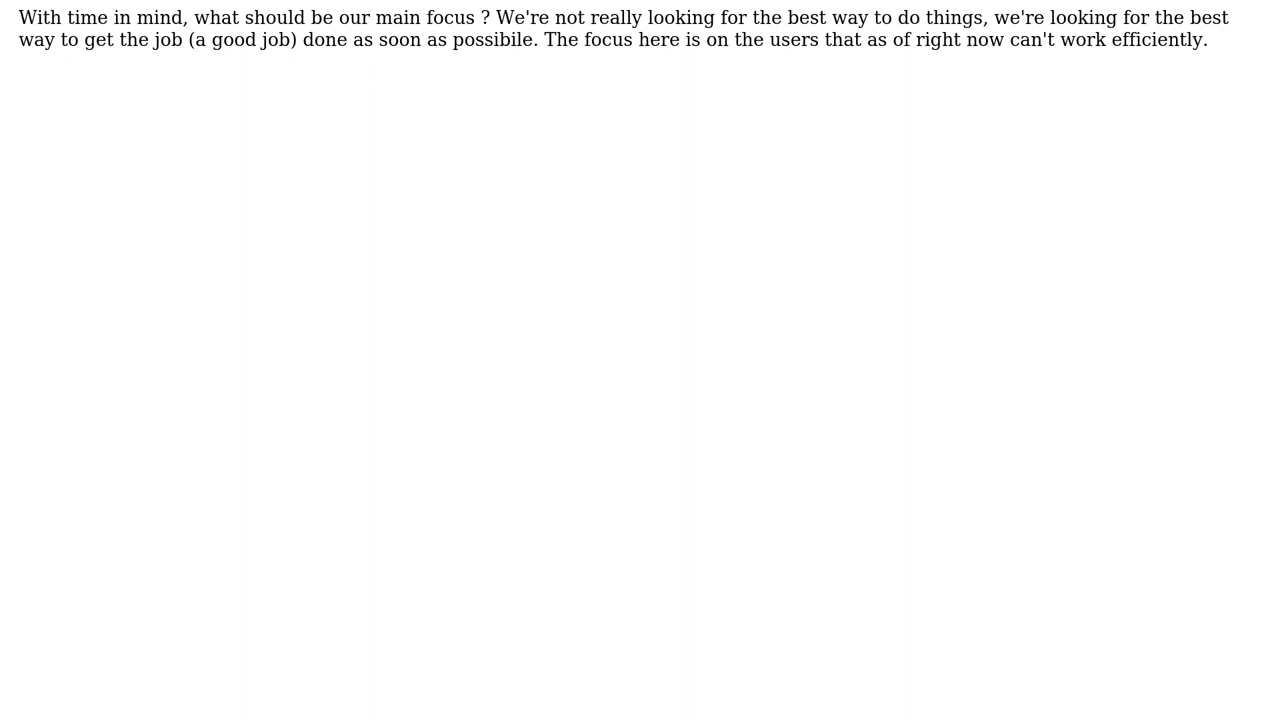 With time in mind, what should be our main focus ? We're not really looking for the best way to do things, we're looking for the best
way to get the job (a good job) done as soon as possibile. The focus here is on the users that as of right now can't work efficiently.